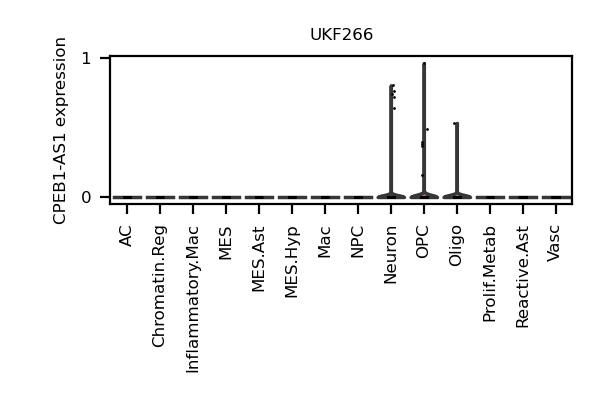 UKF266
CPEB1-AS1 expression
1
0
AC
Chromatin.Reg
Inflammatory.Mac
MES
MES.Ast
MES.Hyp
Mac
NPC
Neuron
OPC
Oligo
Prolif.Metab
Reactive.Ast
Vasc